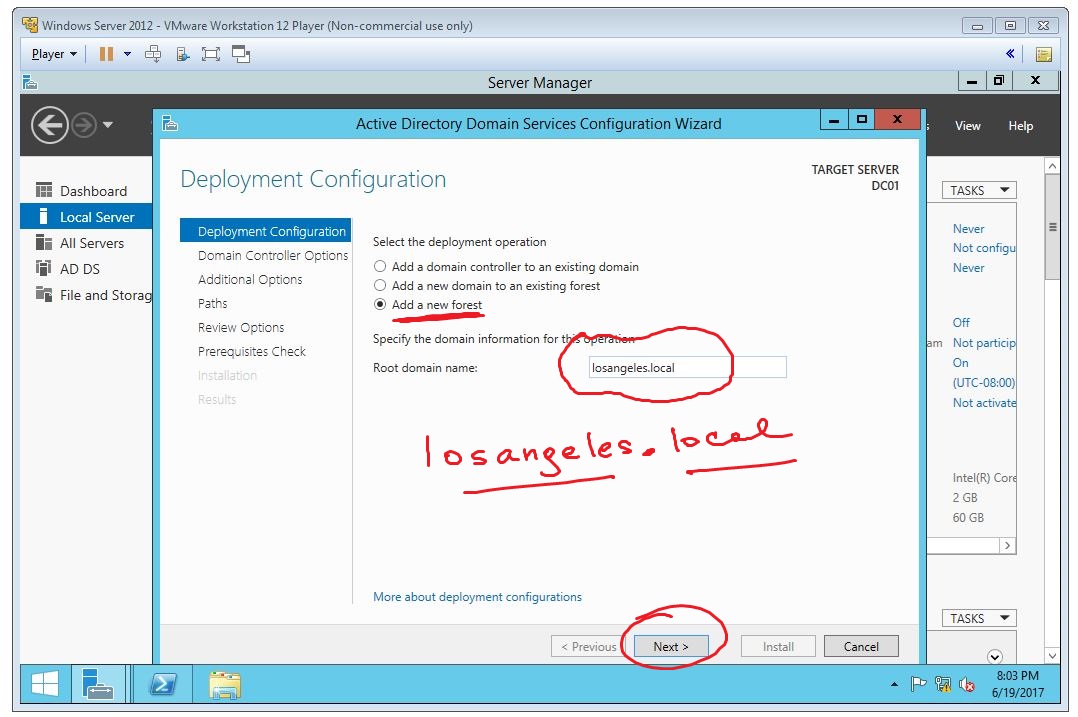 Windows Server 2012 - VMware Workstation 12 Player (Non-commercial use only)
Player
Server Manager
View Help
Active Directory Domain Services Configuration Wizard
Deployment Configuration
TARGET SERVER
DC01
Dashboard
Local Server
All Servers
AD DS
File and Storag
Deployment Configuration
Domain Controller Options
Additional Options
Paths
Review Options
Prerequisites Check
Installation
Results
Select the deployment operation
Add a domain controller to an existing domain
Add a new domain to an existing forest
Add a new forest
Specify the domain information for this operation
Root domain name: losangeles.local
losangeles.local
More about deployment configurations
< Previous Next > Install Cancel
TASKS
Never
Not configu
Never
Off
am Not particip
On
(UTC-08:00)
Not activate
Intel(R) Core
2 GB
60 GB
TASKS
8:03 PM
6/19/2017